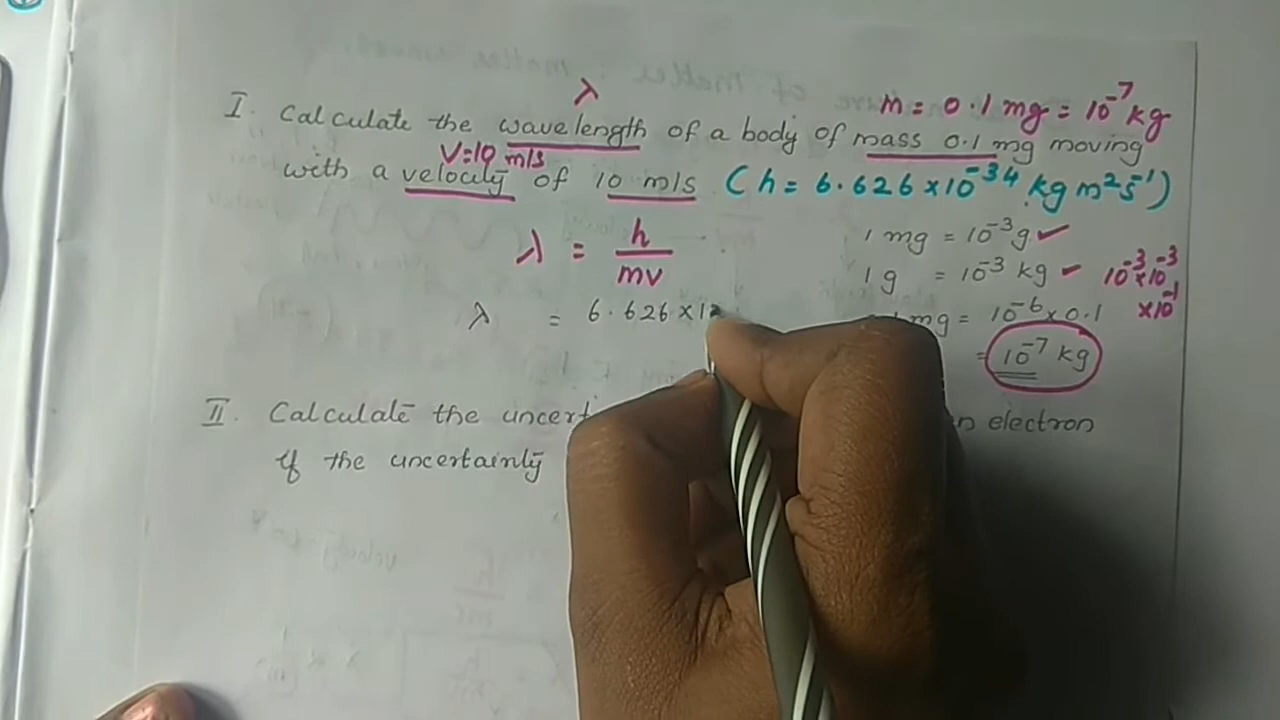 λ m = 0.1 mg = 10⁻⁷ kg
I. Calculate the wavelength of a body of mass 0.1 mg moving
V=10 m/s
with a velocity of 10 m/s (h = 6.626 × 10⁻³⁴ kg m² s⁻¹)
λ = h/mv
1 mg = 10⁻³ g ✓
1 g = 10⁻³ kg ✓ 10⁻³ × 10⁻³ × 10⁻¹
λ = 6.626 × 1
mg = 10⁻⁶ × 0.1
= 10⁻⁷ kg
II. Calculate the electron
if the uncertainty